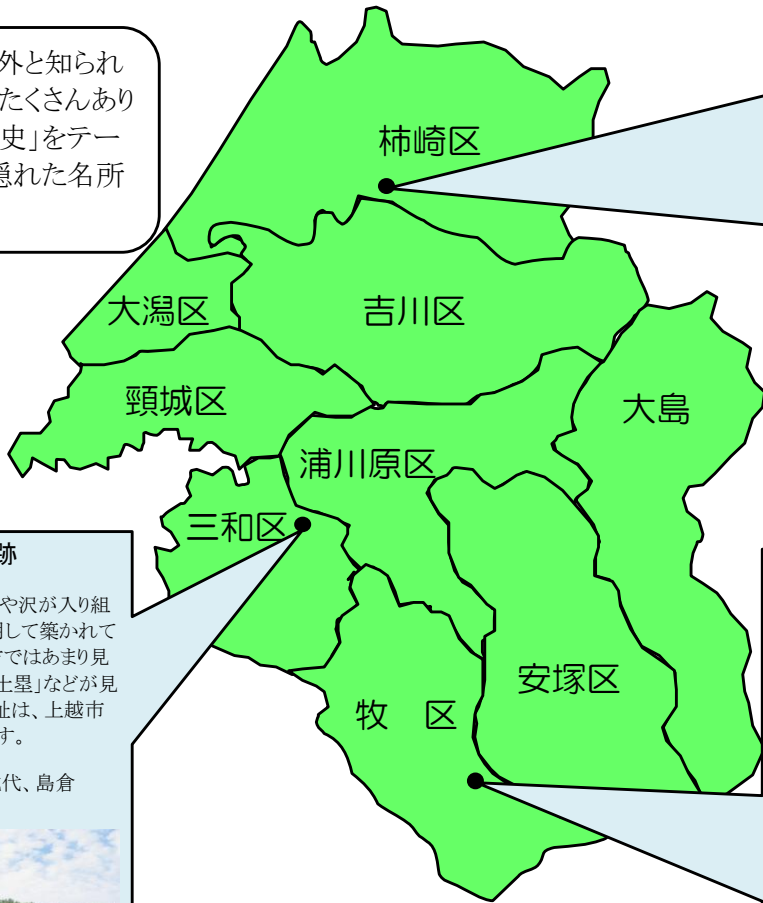 外と知られ
たくさんあり
史」をテー
隠れた名所
柿崎区
大潟区
吉川区
頸城区
大島
浦川原区
三和区
安塚区
牧 区
跡
や沢が入り組
して築かれて
ではあまり見
土塁」などが見
址は、上越市
す。
代、島倉